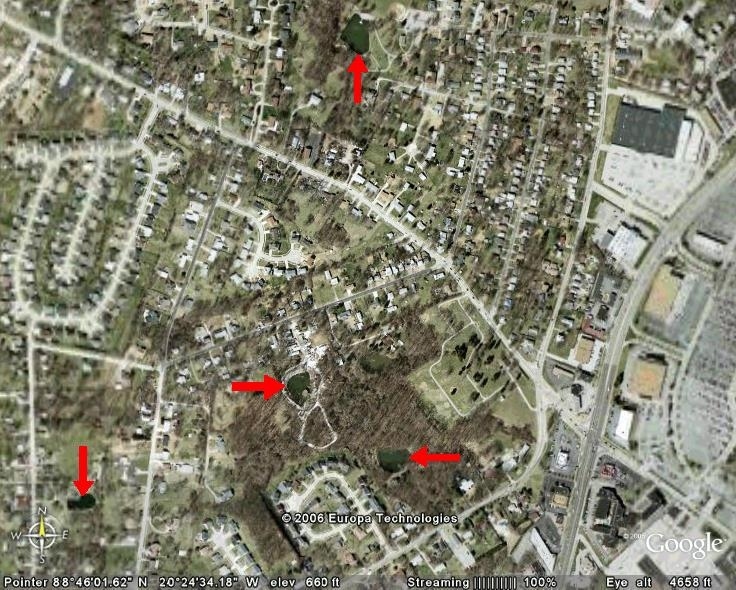 N
W E
S
© 2006 Europa Technologies
© 2005 Google
Pointer 88°46'01.62" N 20°24'34.18" W elev 660 ft Streaming |||||||||| 100% Eye alt 4658 ft